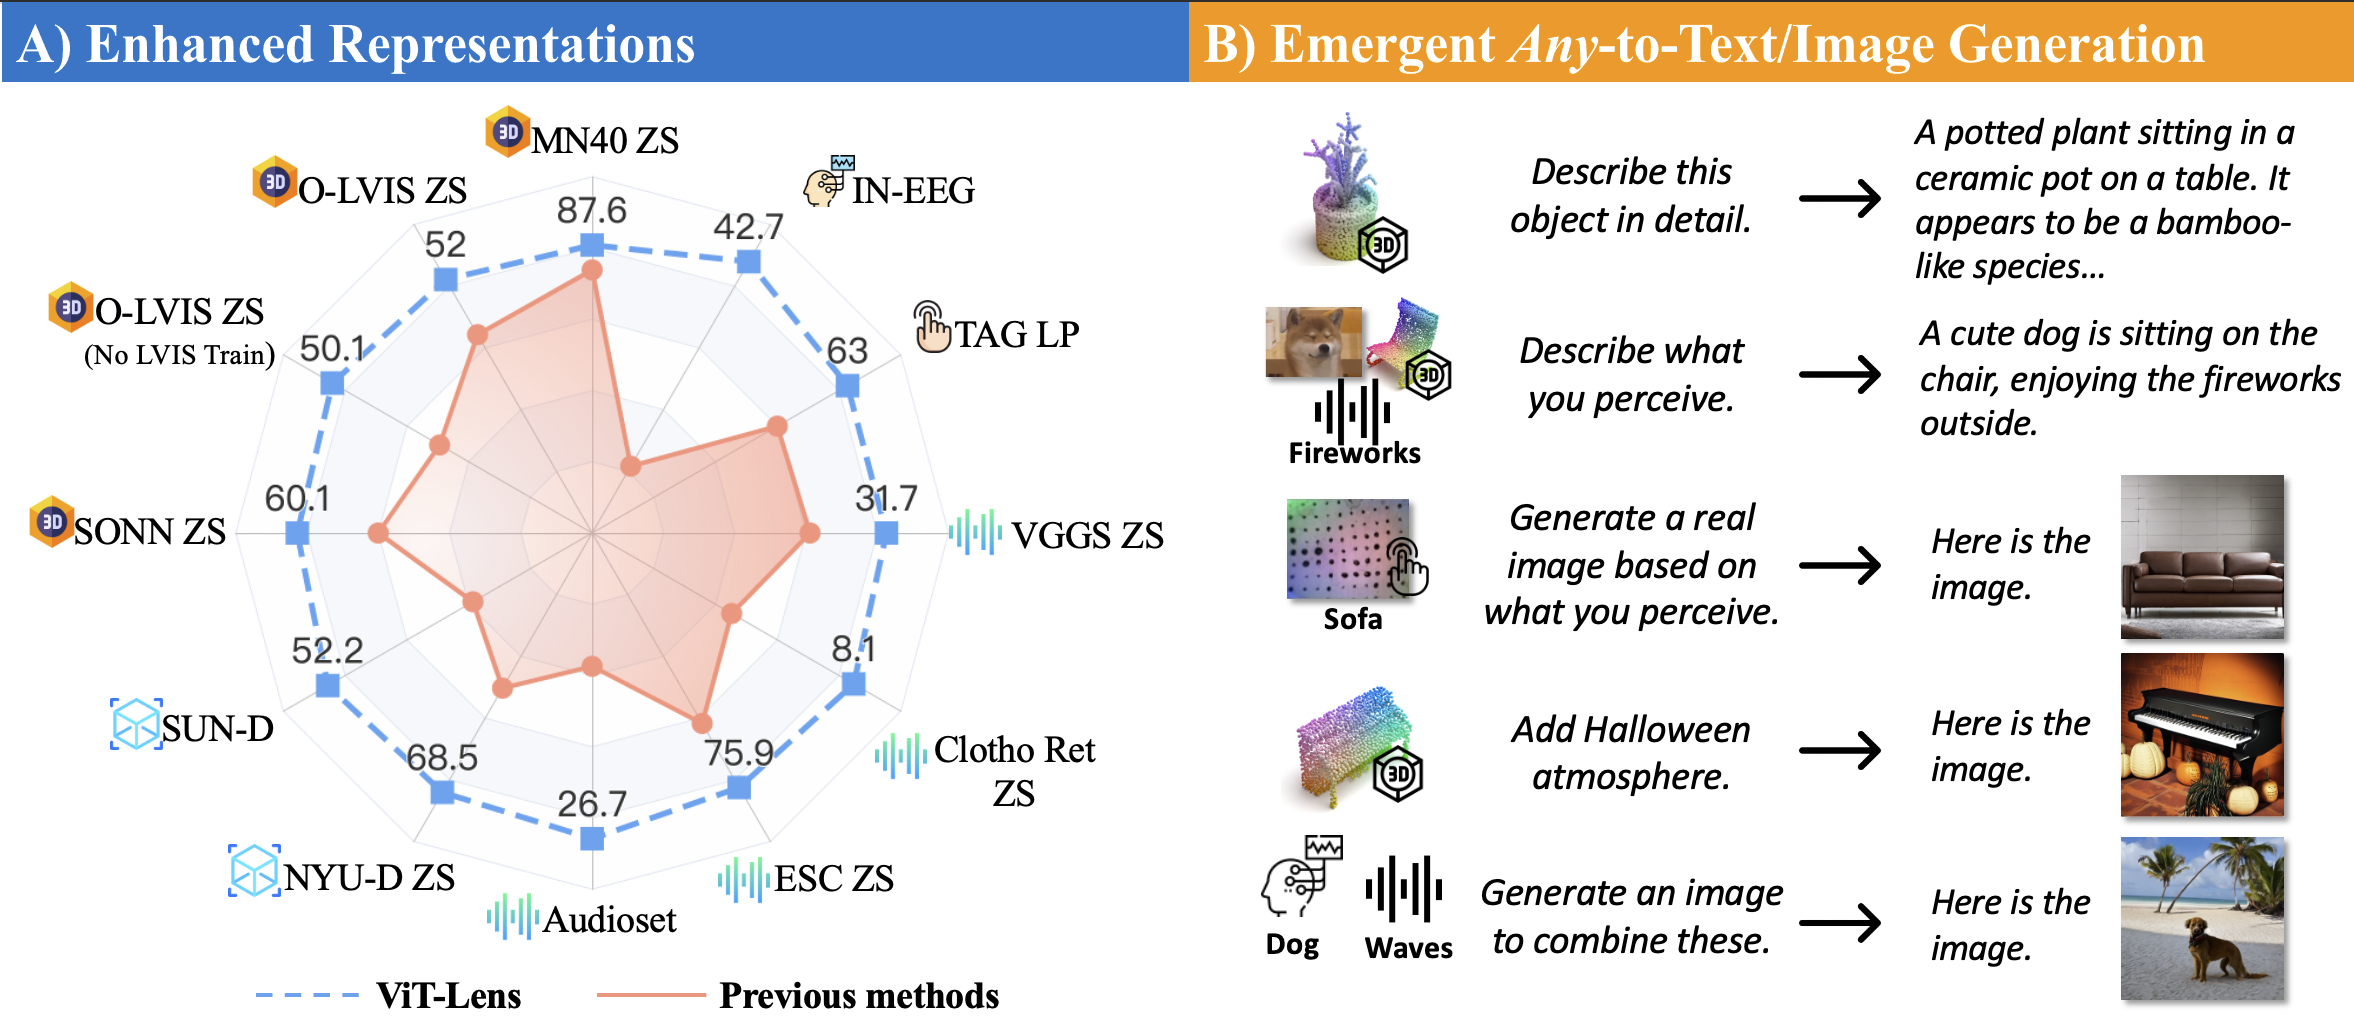 A) Enhanced Representations
3D MN40 ZS
3D O-LVIS ZS
IN-EEG
87.6
42.7
52
3D O-LVIS ZS
(No LVIS Train)
TAG LP
50.1
63
60.1
31.7
3D SONN ZS
VGGS ZS
52.2
8.1
SUN-D
68.5
75.9
Clotho Ret
ZS
26.7
NYU-D ZS
ESC ZS
Audioset
ViT-Lens
Previous methods
B) Emergent Any-to-Text/Image Generation
3D
Describe this
object in detail.
A potted plant sitting in a
ceramic pot on a table. It
appears to be a bamboo-
like species...
3D
Fireworks
Describe what
you perceive.
A cute dog is sitting on the
chair, enjoying the fireworks
outside.
Sofa
Generate a real
image based on
what you perceive.
Here is the
image.
3D
Add Halloween
atmosphere.
Here is the
image.
Dog
Waves
Generate an image
to combine these.
Here is the
image.